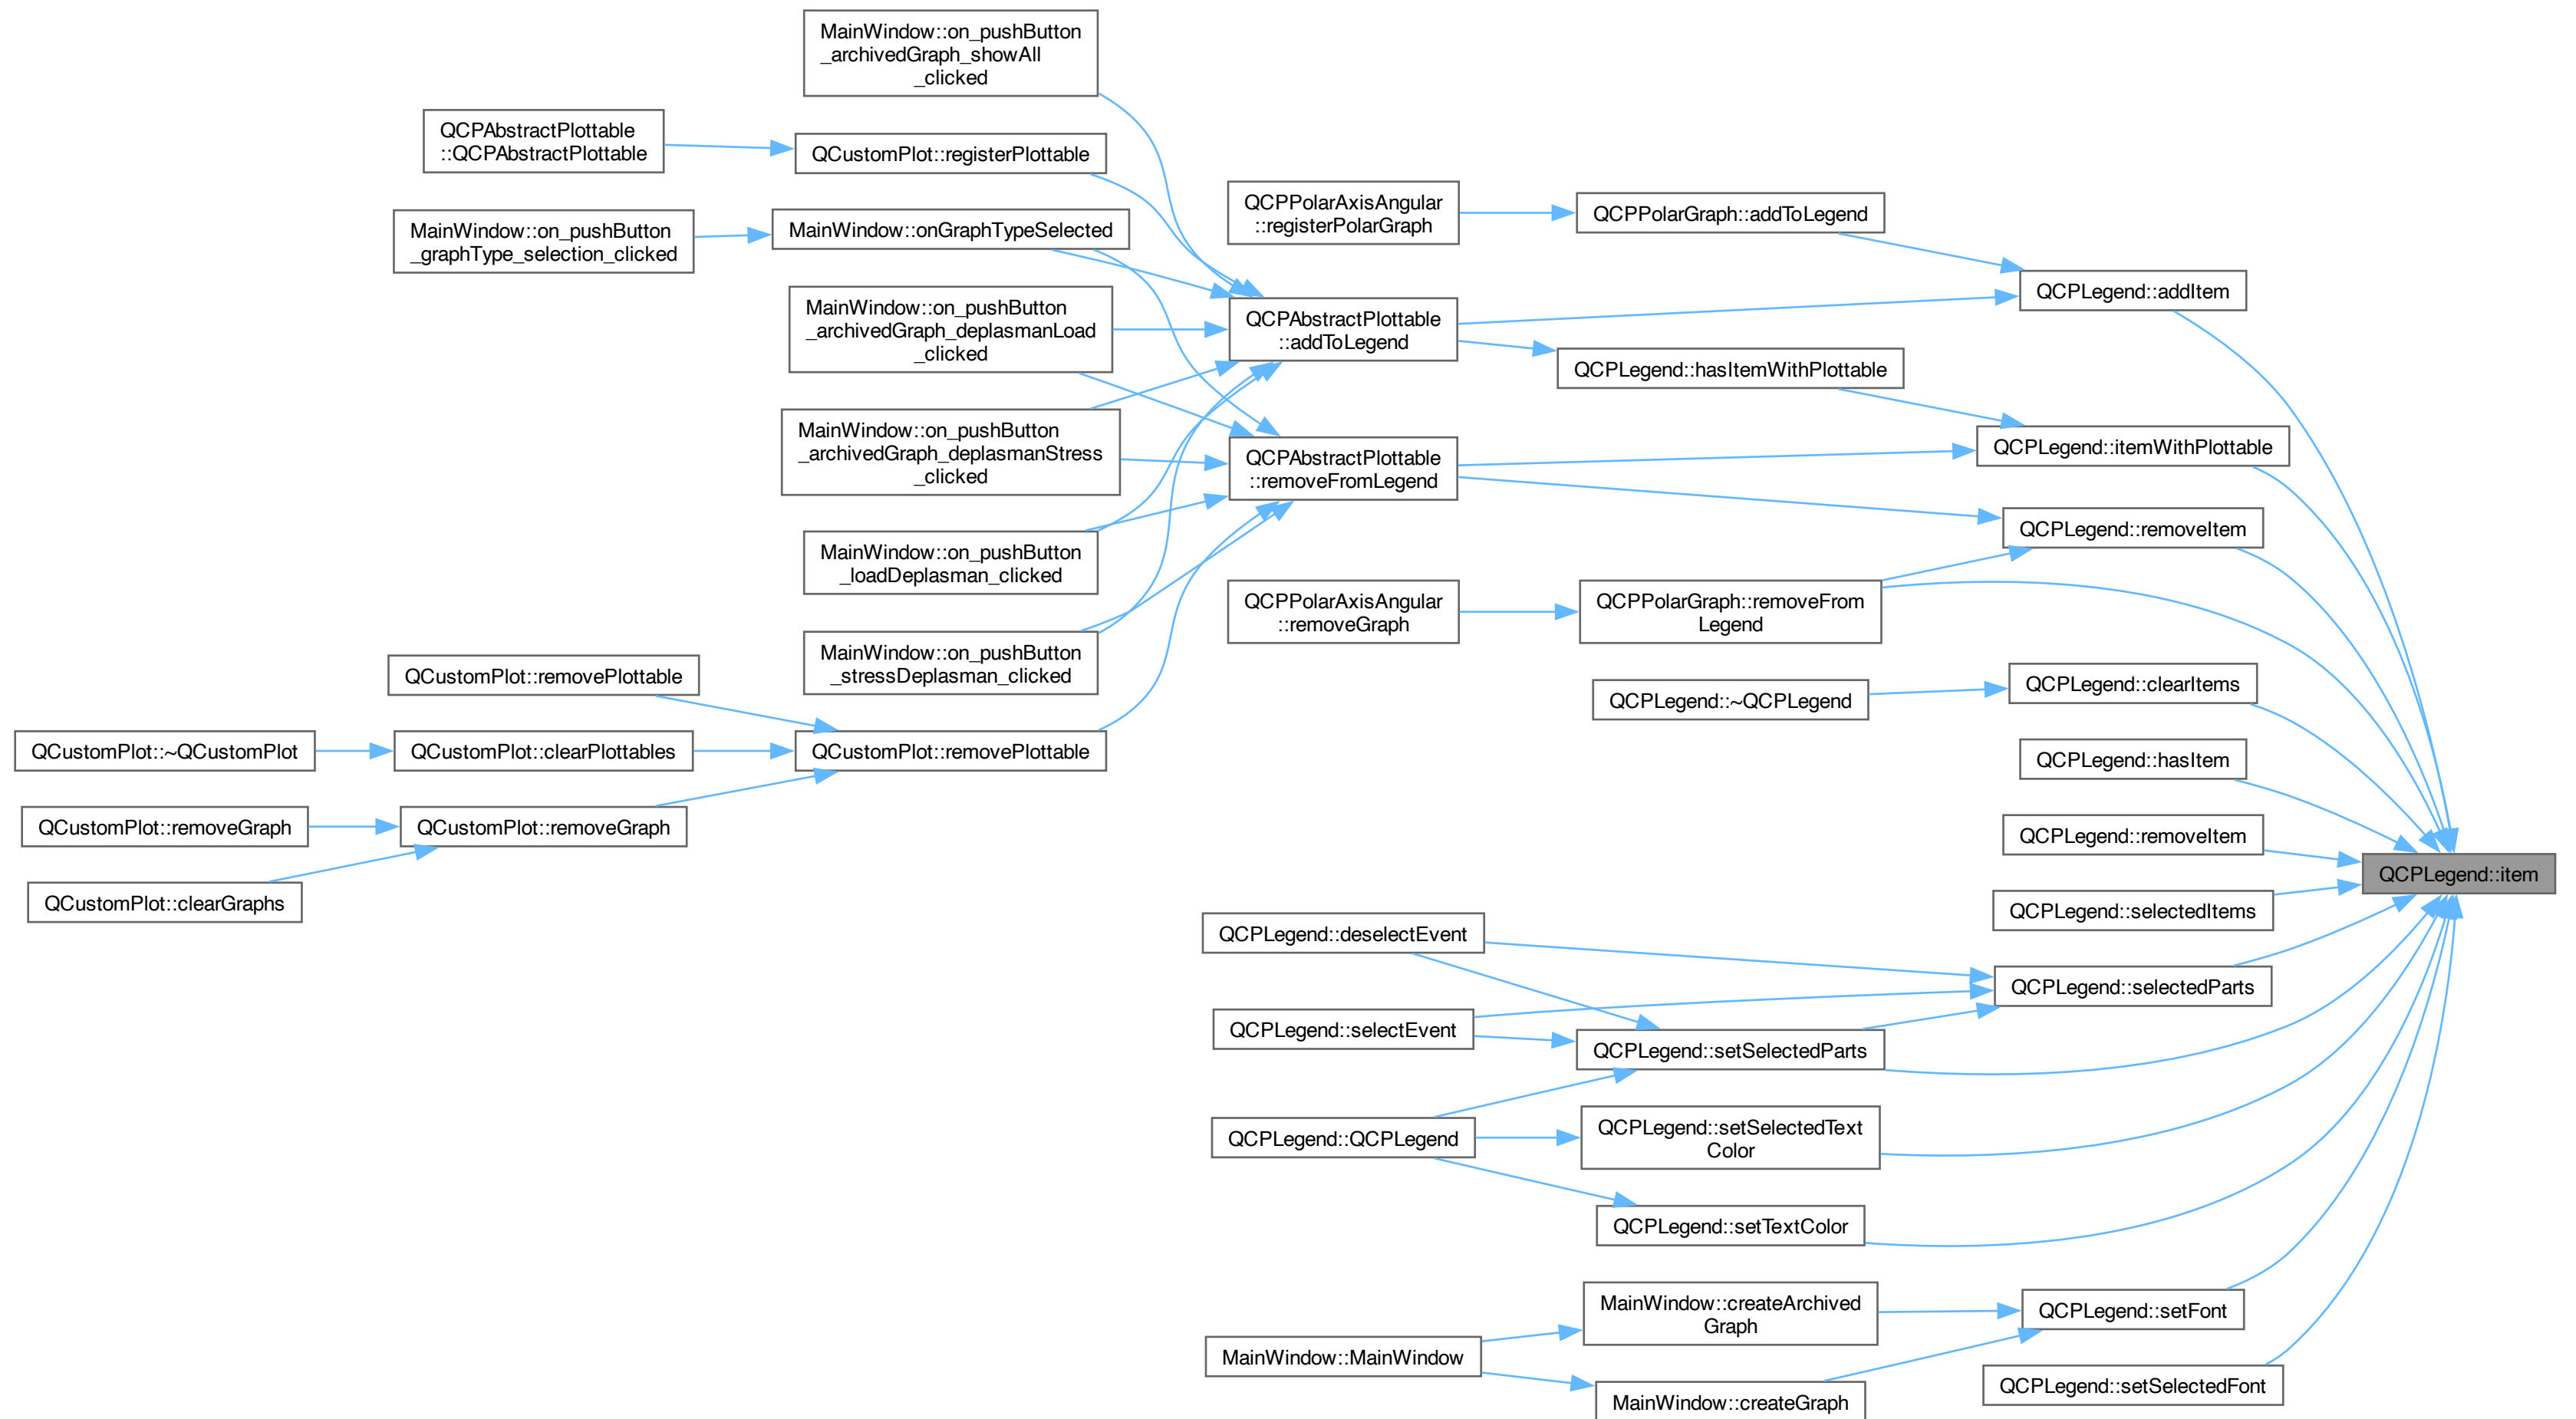 MainWindow::on_pushButton
_archivedGraph_showAll
_clicked
QCPAbstractPlottable
::QCPAbstractPlottable
QCustomPlot::registerPlottable
MainWindow::on_pushButton
_graphType_selection_clicked
MainWindow::onGraphTypeSelected
MainWindow::on_pushButton
_archivedGraph_deplasmanLoad
_clicked
MainWindow::on_pushButton
_archivedGraph_deplasmanStress
_clicked
MainWindow::on_pushButton
_loadDeplasman_clicked
MainWindow::on_pushButton
_stressDeplasman_clicked
QCustomPlot::removePlottable
QCustomPlot::~QCustomPlot
QCustomPlot::clearPlottables
QCustomPlot::removePlottable
QCustomPlot::removeGraph
QCustomPlot::removeGraph
QCustomPlot::clearGraphs
QCPPolarAxisAngular
::registerPolarGraph
QCPPolarGraph::addToLegend
QCPAbstractPlottable
::addToLegend
QCPLegend::addItem
QCPLegend::hasItemWithPlottable
QCPAbstractPlottable
::removeFromLegend
QCPLegend::itemWithPlottable
QCPLegend::removeItem
QCPPolarAxisAngular
::removeGraph
QCPPolarGraph::removeFrom
Legend
QCPLegend::~QCPLegend
QCPLegend::clearItems
QCPLegend::hasItem
QCPLegend::removeItem
QCPLegend::item
QCPLegend::selectedItems
QCPLegend::deselectEvent
QCPLegend::selectedParts
QCPLegend::selectEvent
QCPLegend::setSelectedParts
QCPLegend::QCPLegend
QCPLegend::setSelectedText
Color
QCPLegend::setTextColor
MainWindow::createArchived
Graph
QCPLegend::setFont
MainWindow::MainWindow
MainWindow::createGraph
QCPLegend::setSelectedFont